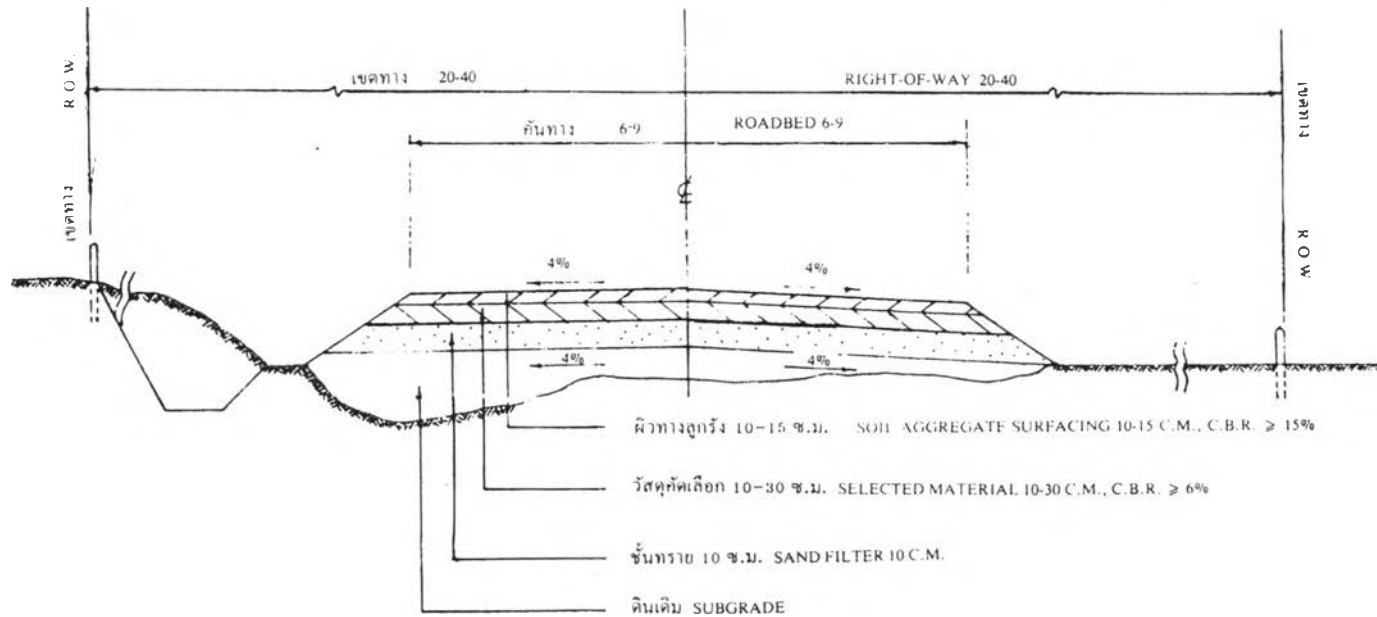 R O W.
เขตทาง
เขตทาง 20-40
RIGHT-OF-WAY 20-40
เขตทาง
R O W
คันทาง 6-9
ROADBED 6-9
℄
4%
4%
4%
4%
ผิวทางลูกรัง 10-15 ซ.ม. SOIL AGGREGATE SURFACING 10-15 C.M., C.B.R. ⩾ 15%
วัสดุคัดเลือก 10-30 ซ.ม. SELECTED MATERIAL 10-30 C.M., C.B.R. ⩾ 6%
ชั้นทราย 10 ซ.ม. SAND FILTER 10 C.M.
ดินเดิม SUBGRADE